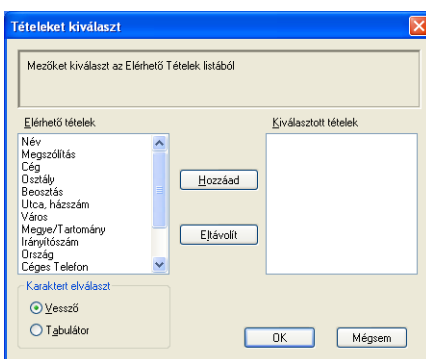 Tételeket kiválaszt
Mezőket kiválaszt az Elérhető Tételek listából
Elérhető tételek
Kiválasztott tételek
Név
Megszólítás
Cég
Osztály
Beosztás
Utca, házszám
Város
Megye/Tartomány
Irányítószám
Ország
Céges Telefon
Hozzáad
Eltávolít
Karaktert elválaszt
Vessző
Tabulátor
OK
Mégsem